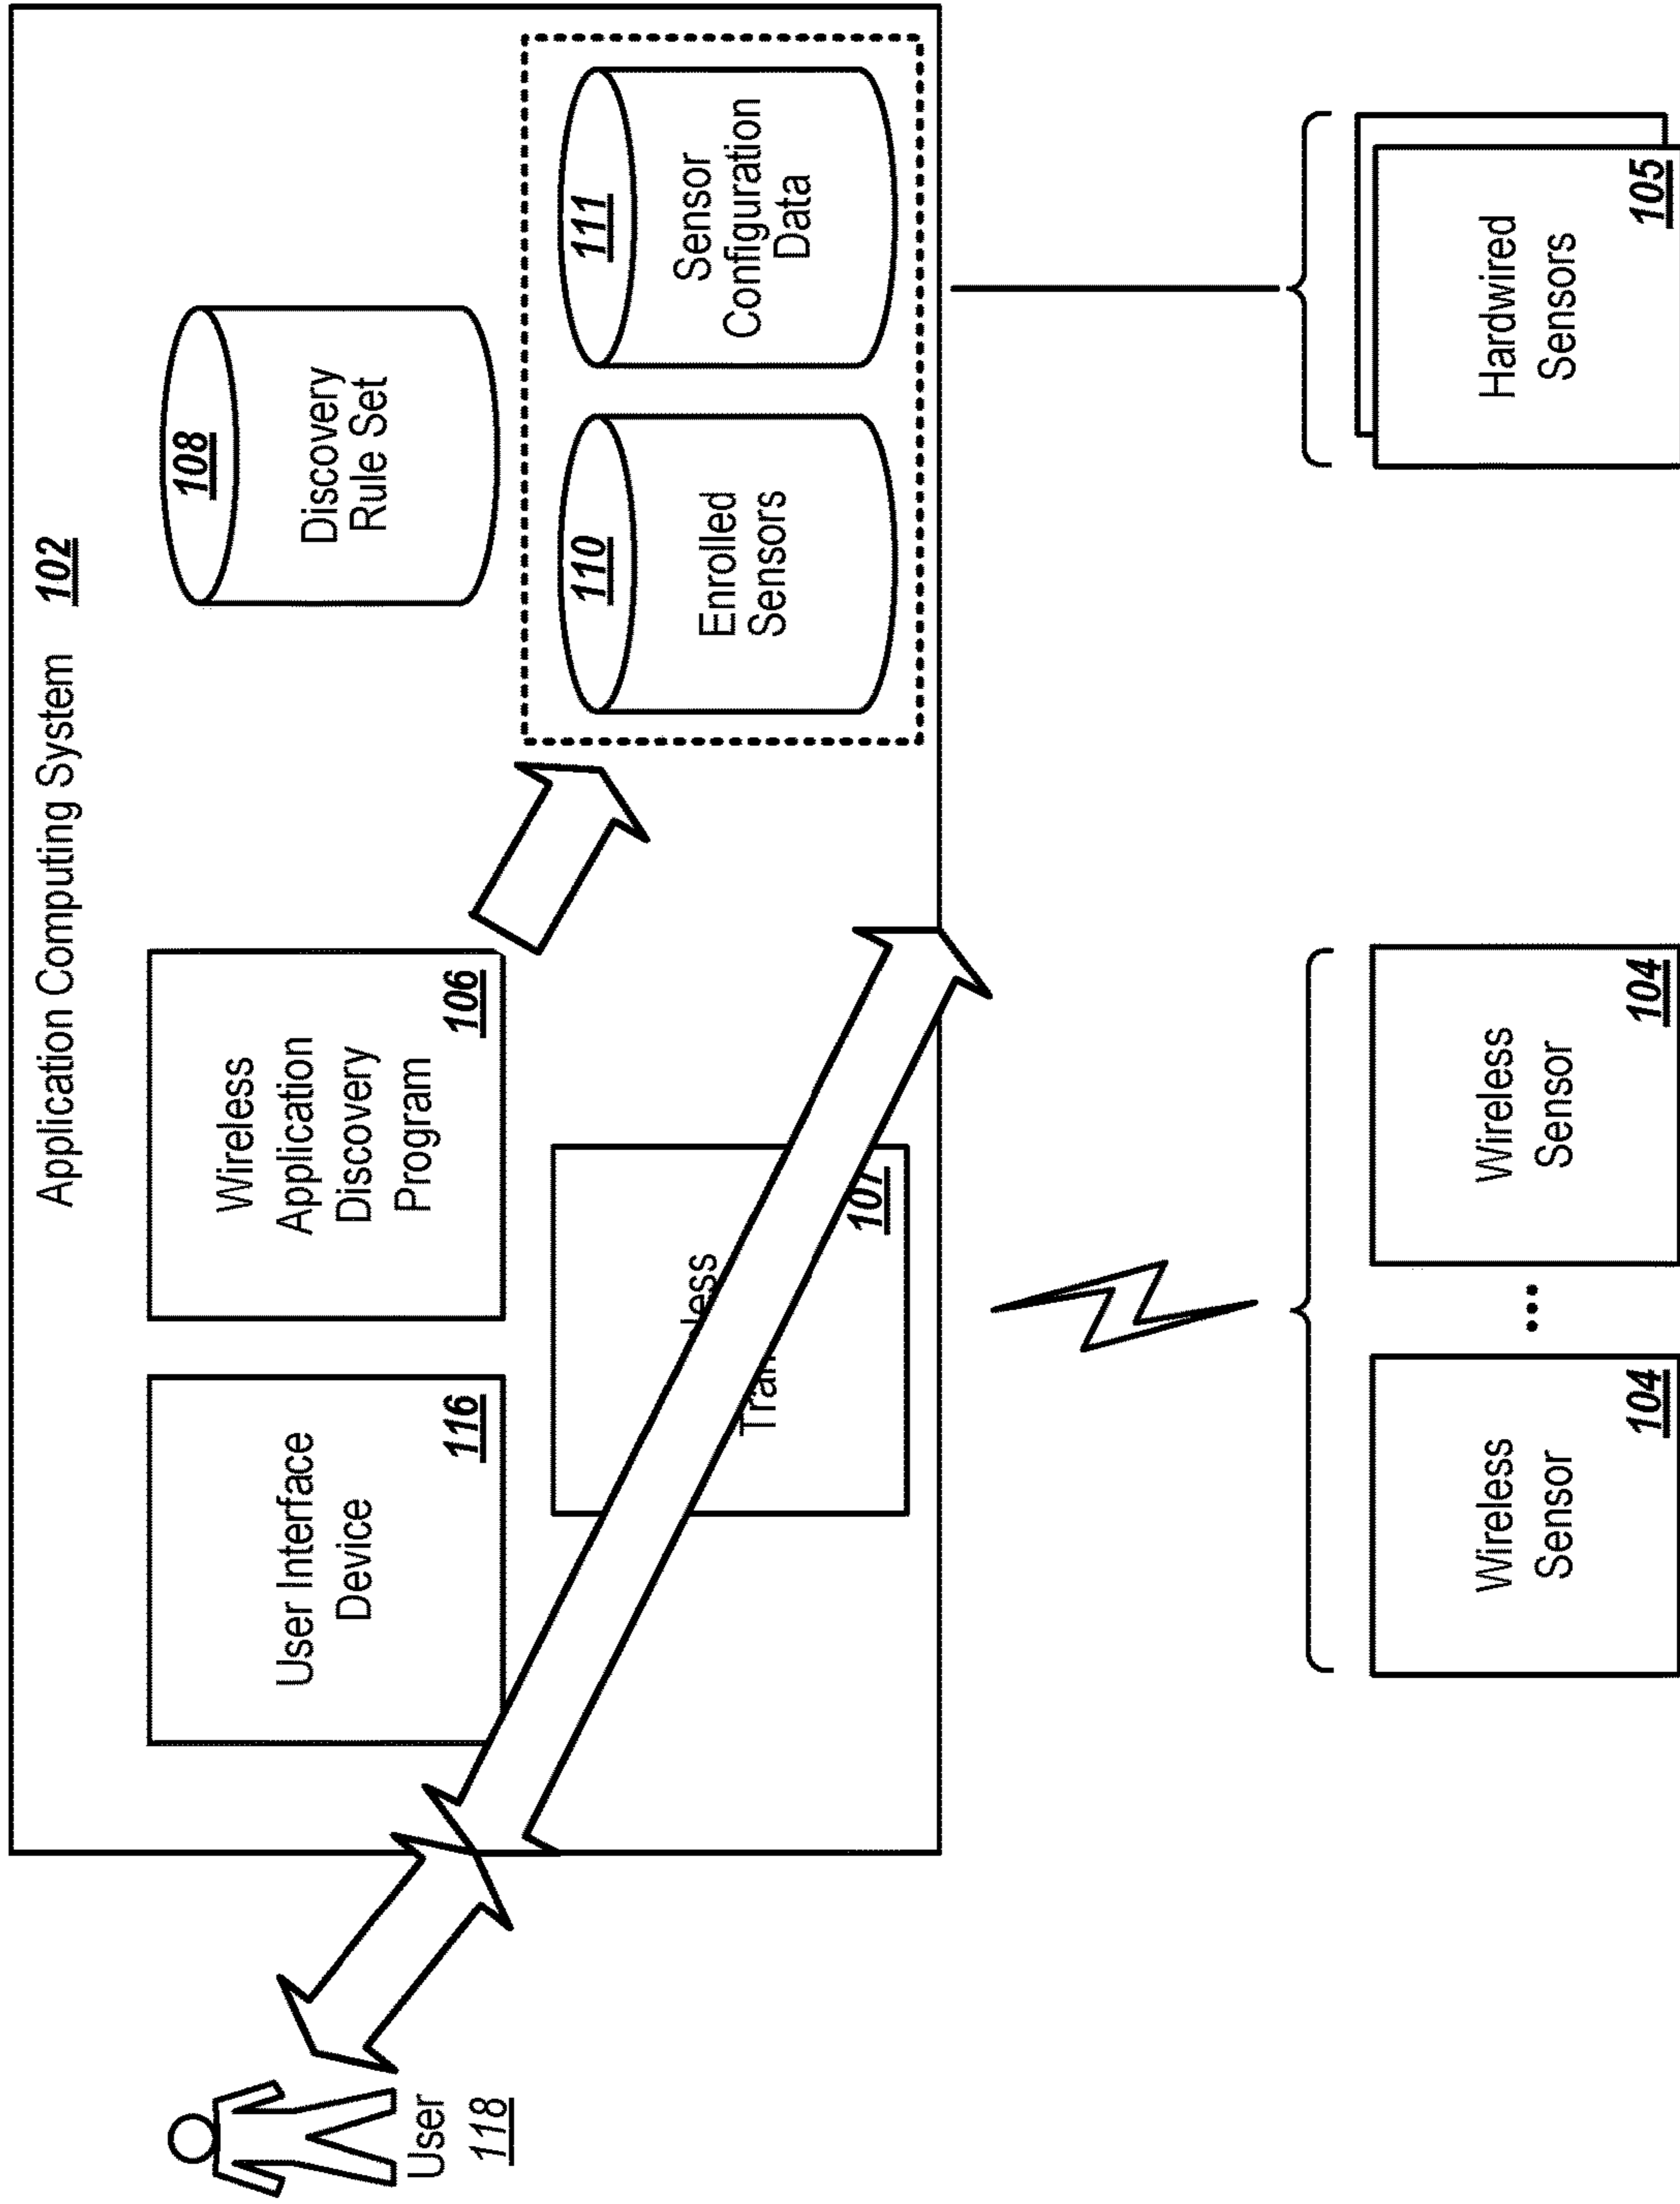 Application Computing System 102
User Interface
Device
116
Wireless
Application
Discovery
Program
106
108
Discovery
Rule Set
107
110
Enrolled
Sensors
111
Sensor
Configuration
Data
User
118
Wireless
Sensor
104
...
Wireless
Sensor
104
Hardwired
Sensors
105